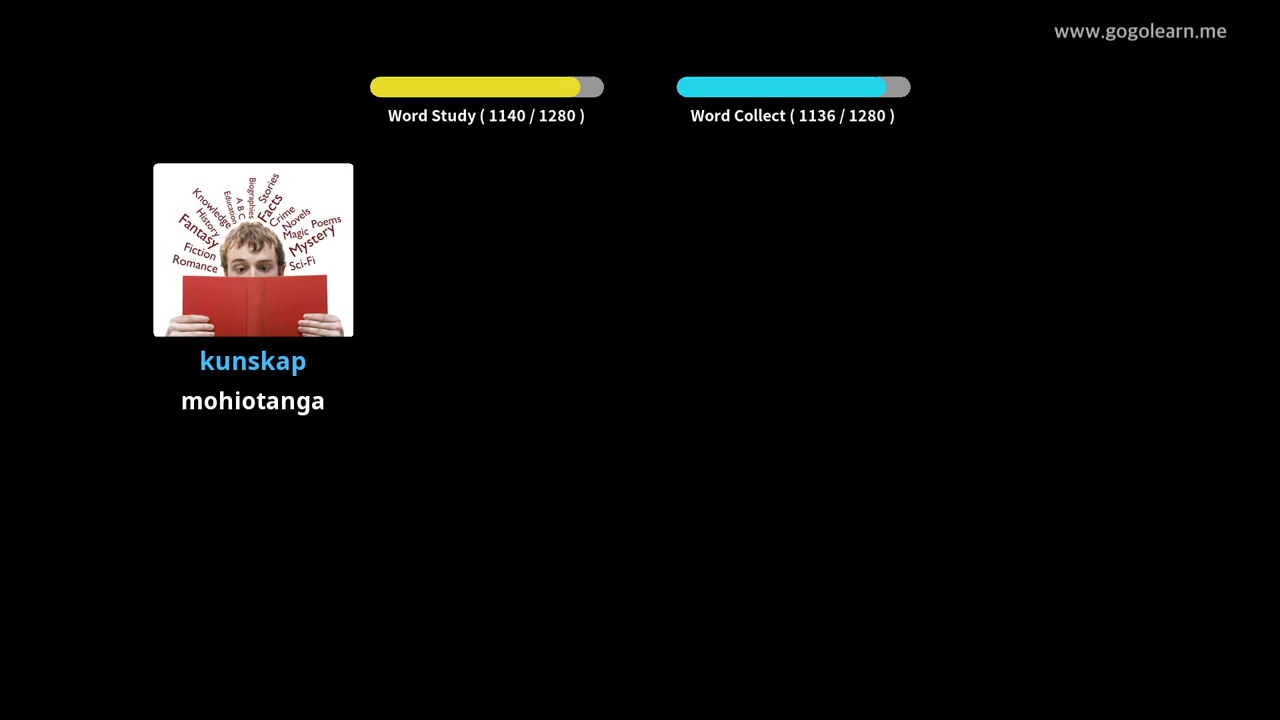 www.gogolearn.me
Word Study ( 1140 / 1280 )
Word Collect ( 1136 / 1280 )
Stories
Biographies
Facts
A B C
Education
Knowledge
Crime
Novels
History
Poems
Magic
Fantasy
Mystery
Fiction
Romance
Sci-Fi
kunskap
mohiotanga